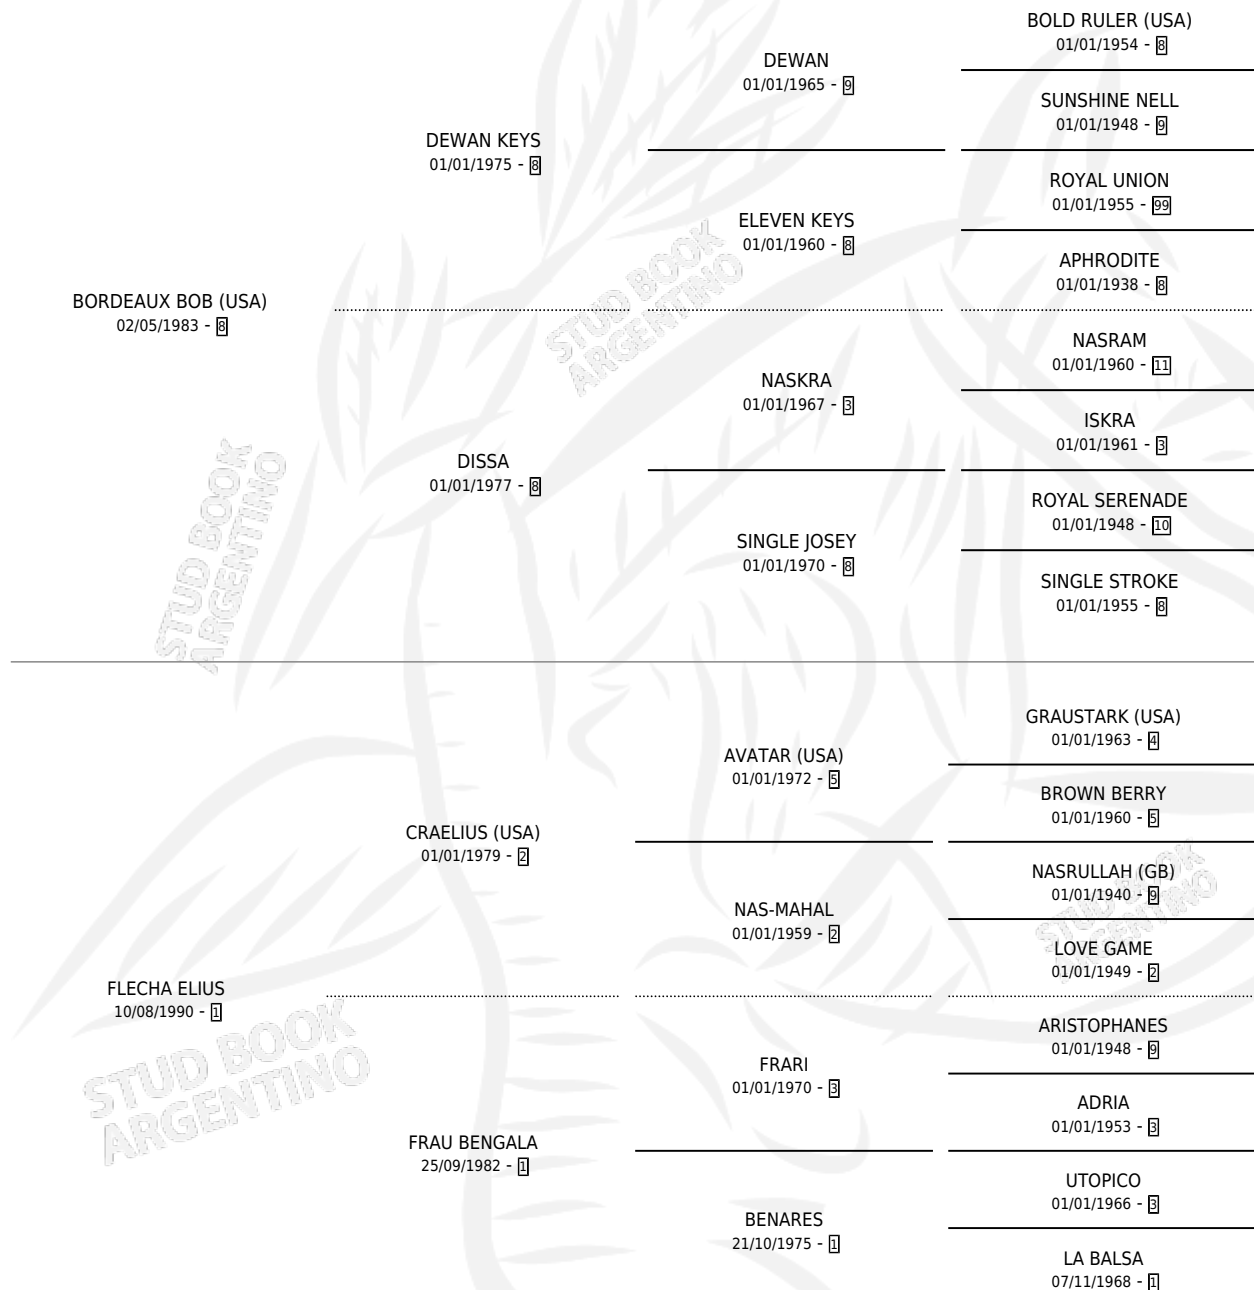 BOLD RULER (USA)
01/01/1954 - 8
DEWAN
01/01/1965 - 9
SUNSHINE NELL
01/01/1948 - 9
DEWAN KEYS
01/01/1975 - 8
ROYAL UNION
01/01/1955 - 99
ELEVEN KEYS
01/01/1960 - 8
APHRODITE
01/01/1938 - 8
BORDEAUX BOB (USA)
02/05/1983 - 8
NASRAM
01/01/1960 - 11
NASKRA
01/01/1967 - 3
ISKRA
01/01/1961 - 3
DISSA
01/01/1977 - 8
ROYAL SERENADE
01/01/1948 - 10
SINGLE JOSEY
01/01/1970 - 8
SINGLE STROKE
01/01/1955 - 8
GRAUSTARK (USA)
01/01/1963 - 4
AVATAR (USA)
01/01/1972 - 5
BROWN BERRY
01/01/1960 - 5
CRAELIUS (USA)
01/01/1979 - 2
NASRULLAH (GB)
01/01/1940 - 9
NAS-MAHAL
01/01/1959 - 2
LOVE GAME
01/01/1949 - 2
FLECHA ELIUS
10/08/1990 - 1
ARISTOPHANES
01/01/1948 - 9
FRARI
01/01/1970 - 3
ADRIA
01/01/1953 - 3
FRAU BENGALA
25/09/1982 - 1
UTOPICO
01/01/1966 - 3
BENARES
21/10/1975 - 1
LA BALSA
07/11/1968 - 1
STUD BOOK
ARGENTINO
STUD BOOK
ARGENTINO
STUD BOOK
ARGENTINO
STUD BOOK
ARGENTINO